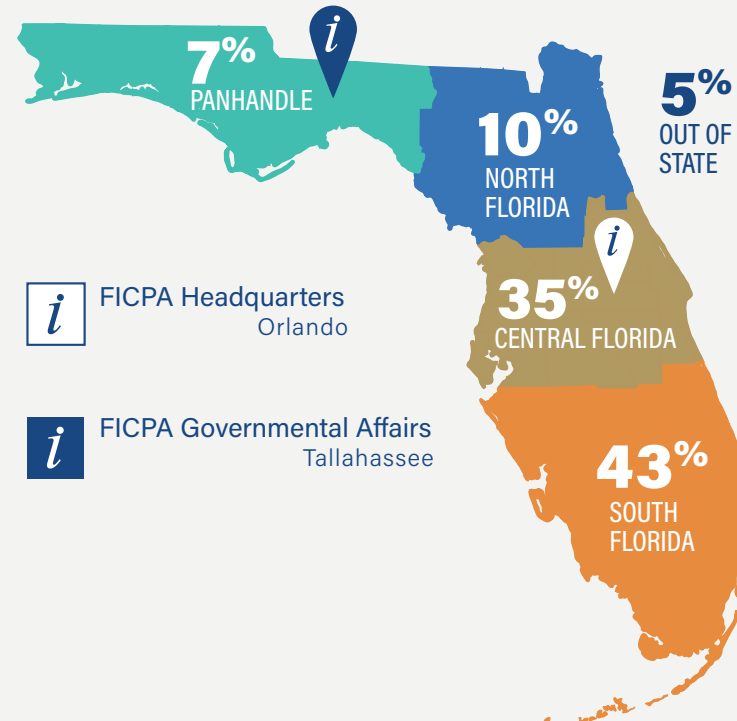 i
7%
PANHANDLE
10%
NORTH
FLORIDA
5%
OUT OF
STATE
i
35%
CENTRAL FLORIDA
i
FICPA Headquarters
Orlando
i
FICPA Governmental Affairs
Tallahassee
43%
SOUTH
FLORIDA